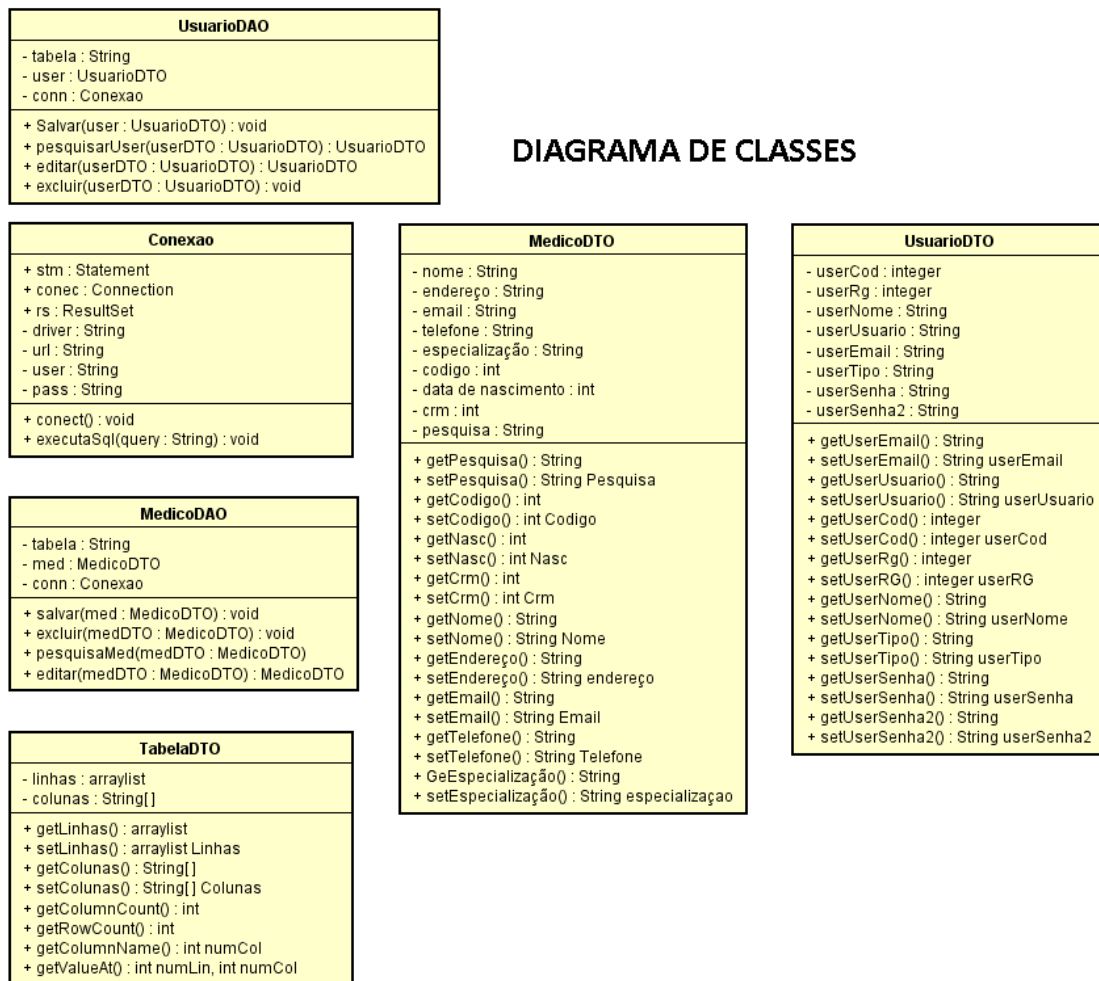 UsuarioDAO
- tabela : String
- user : UsuarioDTO
- conn : Conexao
+ Salvar(user : UsuarioDTO) : void
+ pesquisarUser(userDTO : UsuarioDTO) : UsuarioDTO
+ editar(userDTO : UsuarioDTO) : UsuarioDTO
+ excluir(userDTO : UsuarioDTO) : void
DIAGRAMA DE CLASSES
Conexao
+ stm : Statement
+ conec : Connection
+ rs : ResultSet
- driver : String
- url : String
- user : String
- pass : String
+ conect() : void
+ executaSql(query : String) : void
MedicoDAO
- tabela : String
- med : MedicoDTO
- conn : Conexao
+ salvar(med : MedicoDTO) : void
+ excluir(medDTO : MedicoDTO) : void
+ pesquisaMed(medDTO : MedicoDTO)
+ editar(medDTO : MedicoDTO) : MedicoDTO
TabelaDTO
- linhas : arraylist
- colunas : String[ ]
+ getLinhas() : arraylist
+ setLinhas() : arraylist Linhas
+ getColunas() : String[ ]
+ setColunas() : String[ ] Colunas
+ getColumnCount() : int
+ getRowCount() : int
+ getColumnName() : int numCol
+ getValueAt() : int numLin, int numCol
MedicoDTO
- nome : String
- endereço : String
- email : String
- telefone : String
- especialização : String
- codigo : int
- data de nascimento : int
- crm : int
- pesquisa : String
+ getPesquisa() : String
+ setPesquisa() : String Pesquisa
+ getCodigo() : int
+ setCodigo() : int Codigo
+ getNasc() : int
+ setNasc() : int Nasc
+ getCrm() : int
+ setCrm() : int Crm
+ getNome() : String
+ setNome() : String Nome
+ getEndereço() : String
+ setEndereço() : String endereço
+ getEmail() : String
+ setEmail() : String Email
+ getTelefone() : String
+ setTelefone() : String Telefone
+ GeEspecialização() : String
+ setEspecialização() : String especializaçao
UsuarioDTO
- userCod : integer
- userRg : integer
- userNome : String
- userUsuario : String
- userEmail : String
- userTipo : String
- userSenha : String
- userSenha2 : String
+ getUserEmail() : String
+ setUserEmail() : String userEmail
+ getUserUsuario() : String
+ setUserUsuario() : String userUsuario
+ getUserCod() : integer
+ setUserCod() : integer userCod
+ getUserRg() : integer
+ setUserRG() : integer userRG
+ getUserNome() : String
+ setUserNome() : String userNome
+ getUserTipo() : String
+ setUserTipo() : String userTipo
+ getUserSenha() : String
+ setUserSenha() : String userSenha
+ getUserSenha2() : String
+ setUserSenha2() : String userSenha2